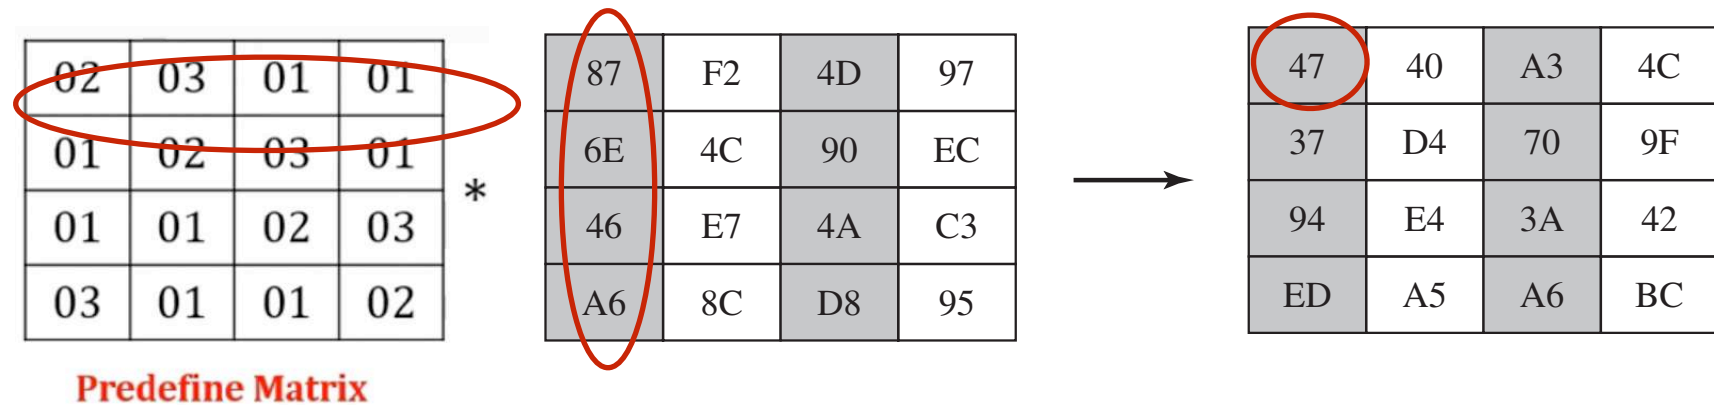 02 03 01 01
01 02 03 01
01 01 02 03
03 01 01 02
Predefine Matrix
*
87 F2 4D 97
6E 4C 90 EC
46 E7 4A C3
A6 8C D8 95
47 40 A3 4C
37 D4 70 9F
94 E4 3A 42
ED A5 A6 BC